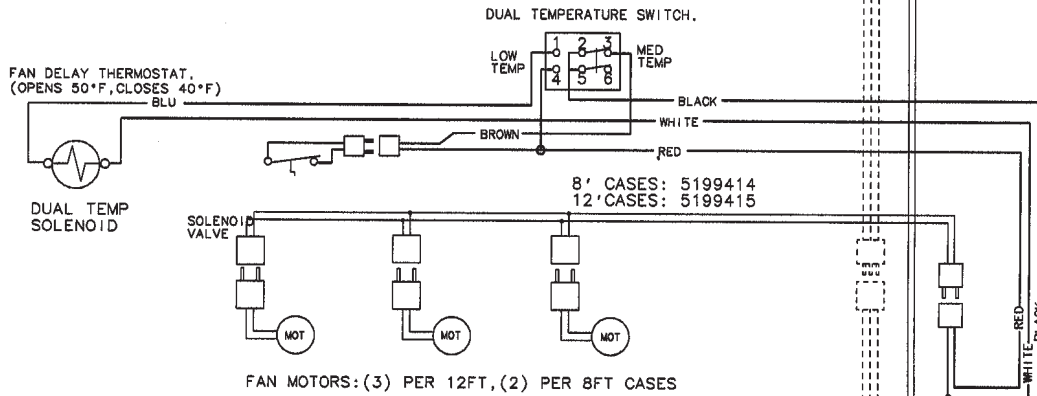 DUAL TEMPERATURE SWITCH.
1 2 3
LOW
TEMP
MED
TEMP
4 5 6
FAN DELAY THERMOSTAT.
(OPENS 50°F,CLOSES 40°F)
BLU
BLACK
WHITE
BROWN
RED
8' CASES: 5199414
12'CASES: 5199415
DUAL TEMP
SOLENOID
SOLENOID
VALVE
MOT
MOT
MOT
RED
WHITE
BLACK
FAN MOTORS:(3) PER 12FT,(2) PER 8FT CASES